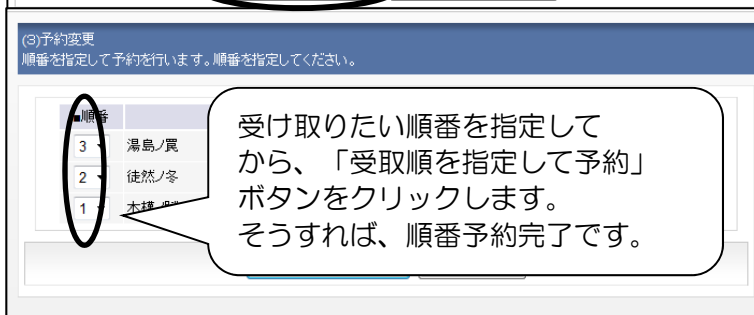 (3)予約変更
順番を指定して予約を行います。順番を指定してください。
■順番
3 湯島ノ罠
2 徒然ノ冬
1
受け取りたい順番を指定して
から、「受取順を指定して予約」
ボタンをクリックします。
そうすれば、順番予約完了です。